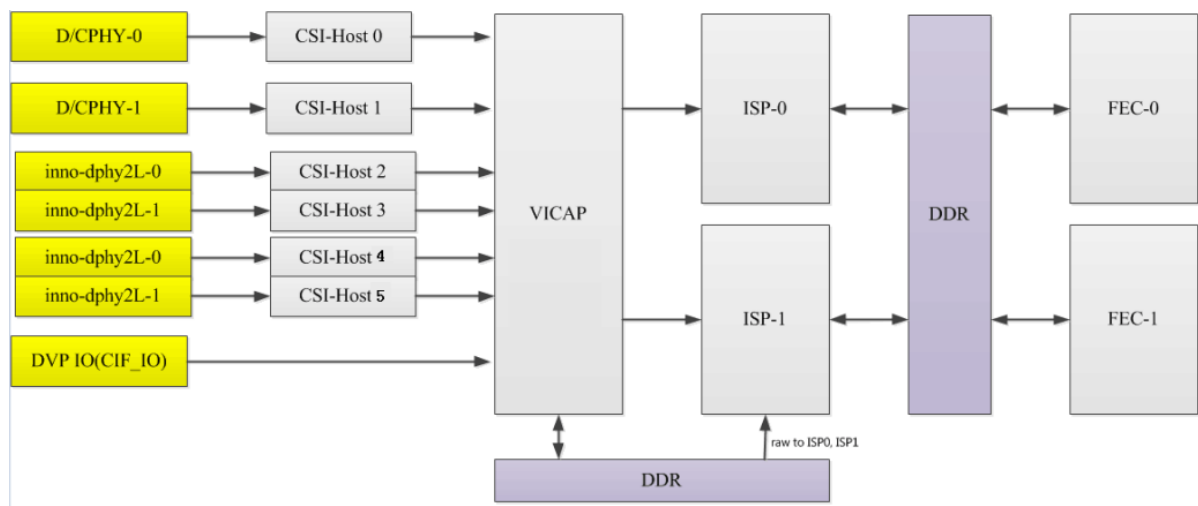 D/CPHY-0
CSI-Host 0
D/CPHY-1
CSI-Host 1
inno-dphy2L-0
CSI-Host 2
inno-dphy2L-1
CSI-Host 3
inno-dphy2L-0
CSI-Host 4
inno-dphy2L-1
CSI-Host 5
DVP IO(CIF_IO)
VICAP
ISP-0
ISP-1
DDR
FEC-0
FEC-1
raw to ISP0, ISP1
DDR